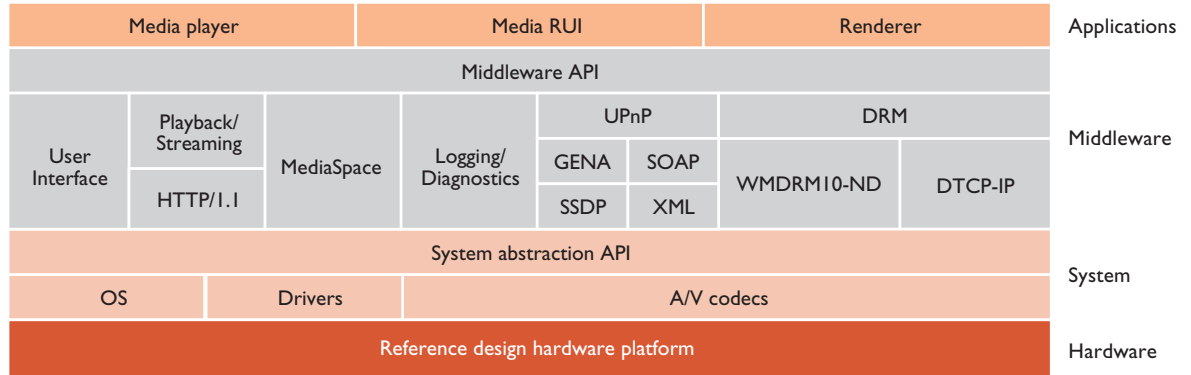 Media player
Media RUI
Renderer
Applications
Middleware API
User
Interface
Playback/
Streaming
HTTP/1.1
MediaSpace
Logging/
Diagnostics
UPnP
GENA
SOAP
SSDP
XML
DRM
WMDRM10-ND
DTCP-IP
Middleware
System abstraction API
OS
Drivers
A/V codecs
System
Reference design hardware platform
Hardware